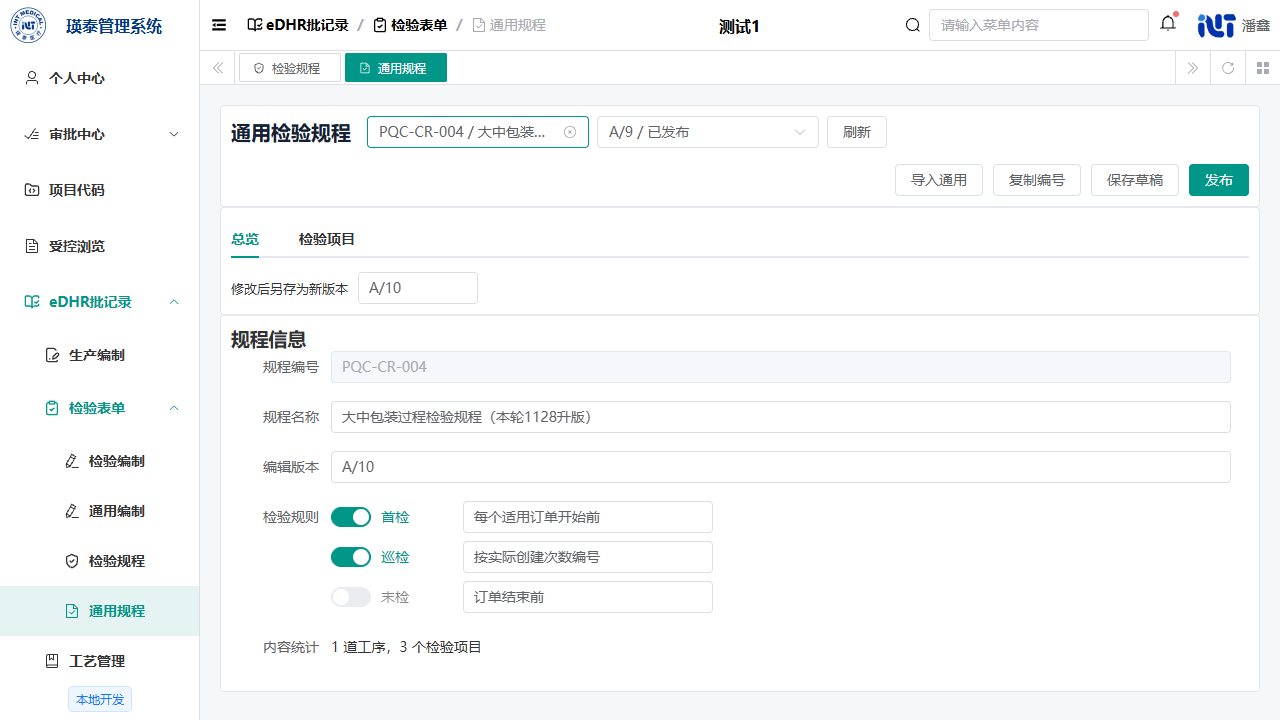 瑛泰管理系统
eDHR批记录 / 检验表单 / 通用规程
测试1
请输入菜单内容
潘鑫
个人中心
审批中心
项目代码
受控浏览
eDHR批记录
生产编制
检验表单
检验编制
通用编制
检验规程
通用规程
工艺管理
本地开发
检验规程
通用规程
通用检验规程
PQC-CR-004 / 大中包装...
A/9 / 已发布
刷新
导入通用
复制编号
保存草稿
发布
总览
检验项目
修改后另存为新版本
A/10
规程信息
规程编号
PQC-CR-004
规程名称
大中包装过程检验规程（本轮1128升版）
编辑版本
A/10
检验规则
首检
每个适用订单开始前
巡检
按实际创建次数编号
末检
订单结束前
内容统计
1 道工序，3 个检验项目